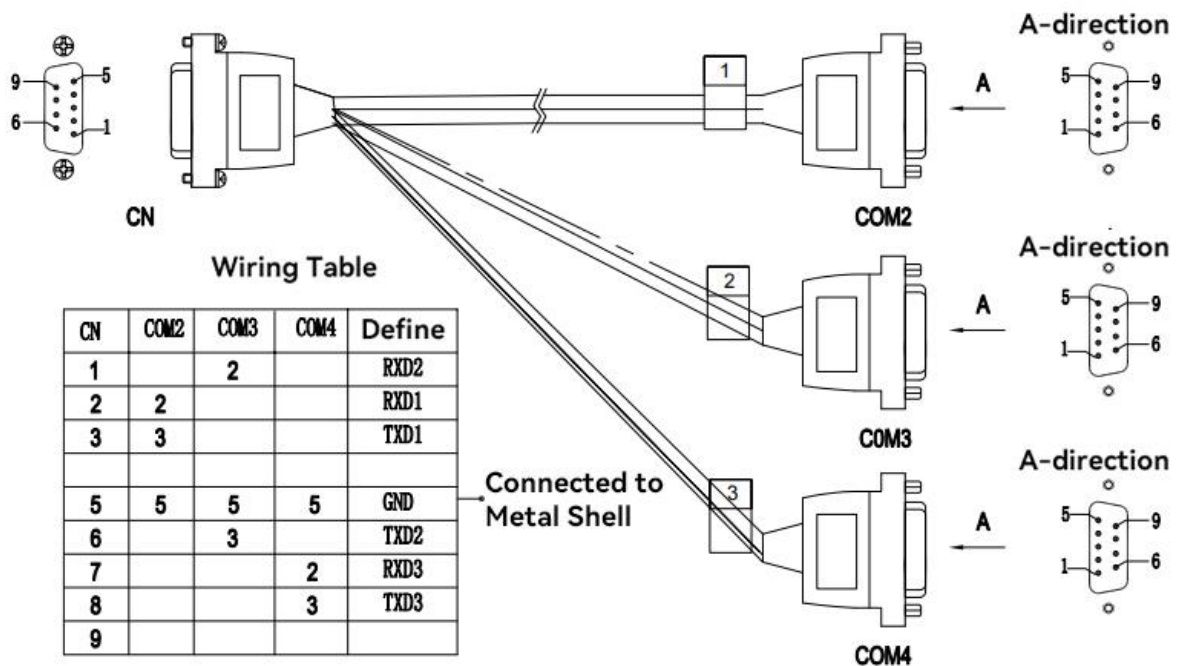 9 5
6 1
CN
1
COM2
A
A-direction
5 9
1 6
2
C0M3
A
A-direction
5 9
1 6
3
COM4
A
A-direction
5 9
1 6
Wiring Table
CN COM2 COM3 COM4 Define
1 2 RXD2
2 2 RXD1
3 3 TXD1
5 5 5 5 GND
6 3 TXD2
7 2 RXD3
8 3 TXD3
9
Connected to
Metal Shell